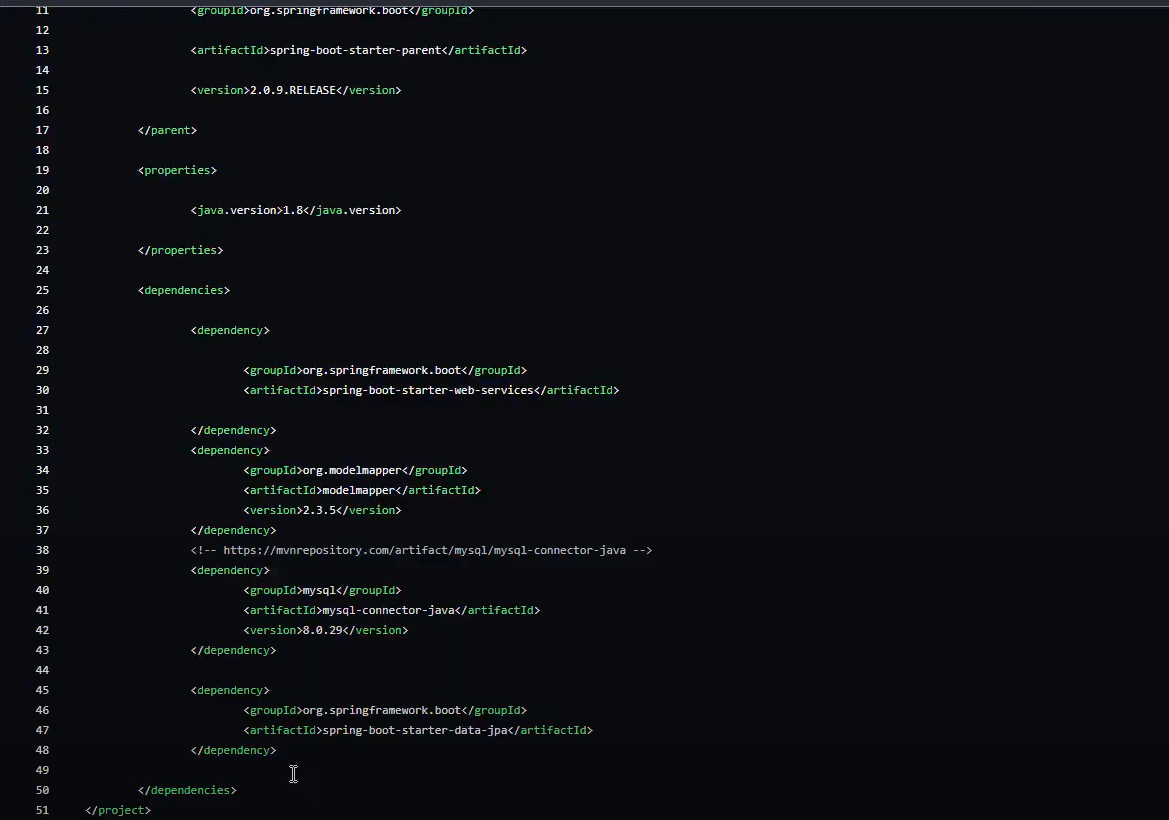 11 <groupId>org.springframework.boot</groupId>
12
13 <artifactId>spring-boot-starter-parent</artifactId>
14
15 <version>2.0.9.RELEASE</version>
16
17 </parent>
18
19 <properties>
20
21 <java.version>1.8</java.version>
22
23 </properties>
24
25 <dependencies>
26
27 <dependency>
28
29 <groupId>org.springframework.boot</groupId>
30 <artifactId>spring-boot-starter-web-services</artifactId>
31
32 </dependency>
33 <dependency>
34 <groupId>org.modelmapper</groupId>
35 <artifactId>modelmapper</artifactId>
36 <version>2.3.5</version>
37 </dependency>
38 <!-- https://mvnrepository.com/artifact/mysql/mysql-connector-java -->
39 <dependency>
40 <groupId>mysql</groupId>
41 <artifactId>mysql-connector-java</artifactId>
42 <version>8.0.29</version>
43 </dependency>
44
45 <dependency>
46 <groupId>org.springframework.boot</groupId>
47 <artifactId>spring-boot-starter-data-jpa</artifactId>
48 </dependency>
49
50 </dependencies>
51 </project>